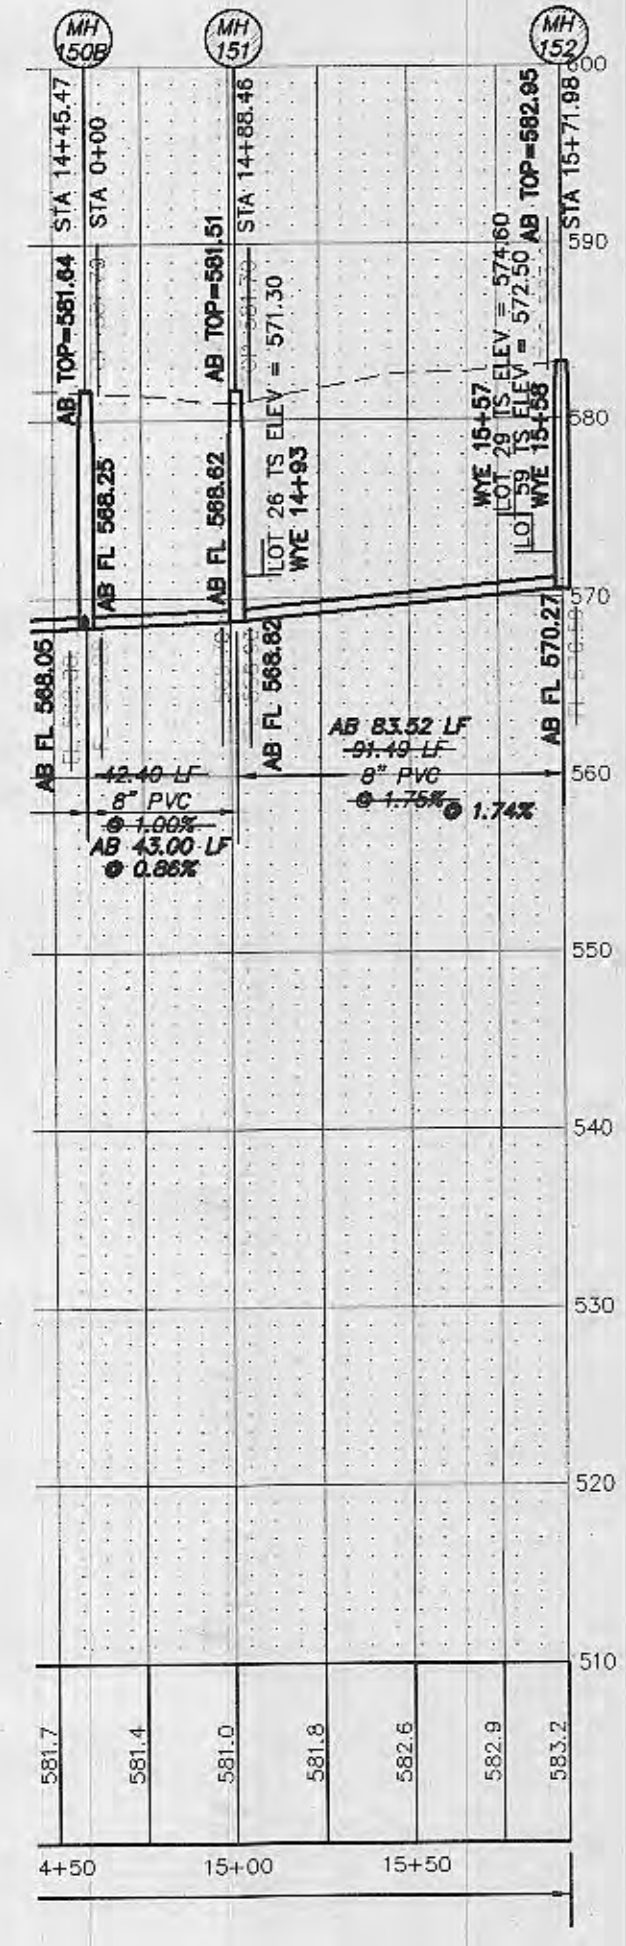 MH
150B
MH
151
MH
152
600
590
580
570
560
550
540
530
520
510
STA 14+45.47
STA 0+00
AB TOP=581.64
AB FL 568.25
AB FL 568.05
AB TOP=581.51
STA 14+88.46
AB FL 568.62
LOT 26 TS ELEV = 571.30
WYE 14+93
AB FL 568.82
WYE 15+57
LOT 29 TS ELEV = 574.60
LOT 59 TS ELEV = 572.50
WYE 15+58
AB TOP=582.95
STA 15+71.98
AB FL 570.27
42.40 LF
8" PVC
@ 1.00%
AB 43.00 LF
@ 0.86%
AB 83.52 LF
91.49 LF
8" PVC
@ 1.75%
@ 1.74%
581.7
581.4
581.0
581.8
582.6
582.9
583.2
4+50
15+00
15+50